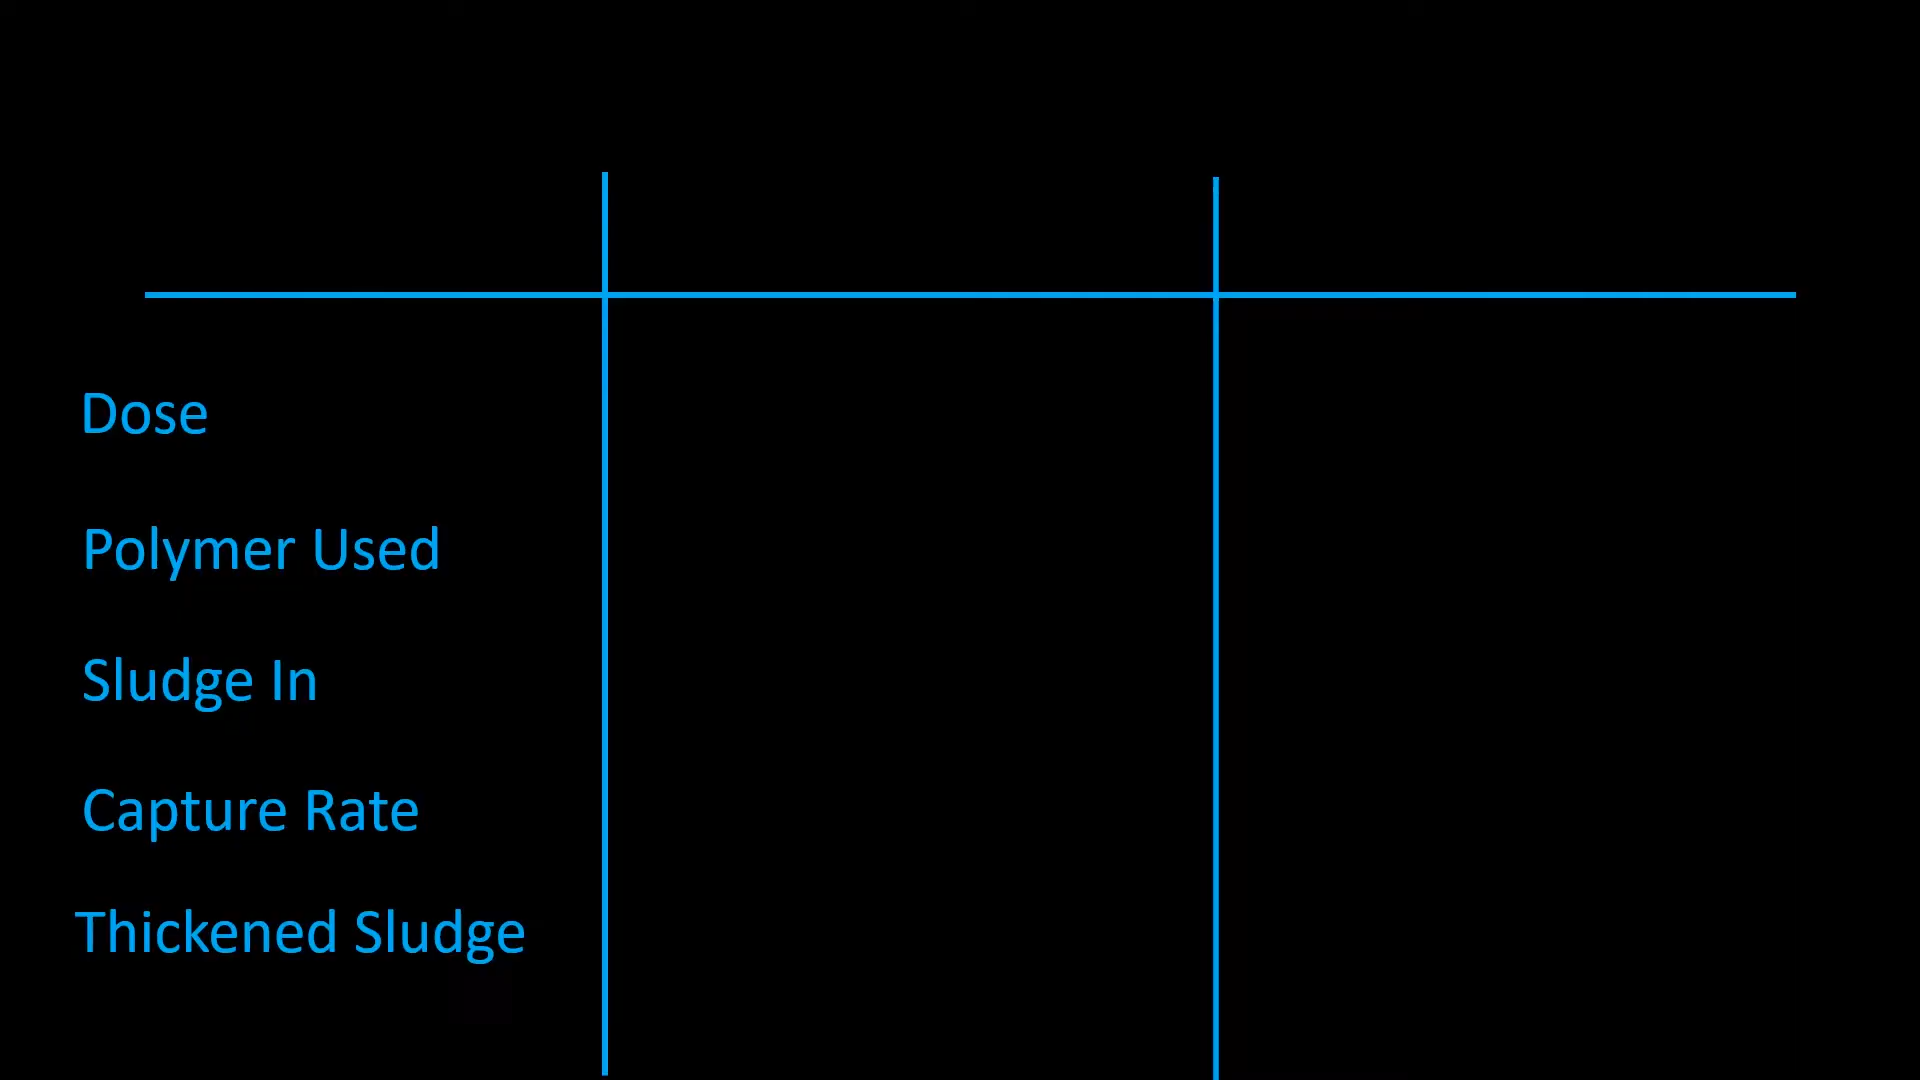 Dose
Polymer Used
Sludge In
Capture Rate
Thickened Sludge